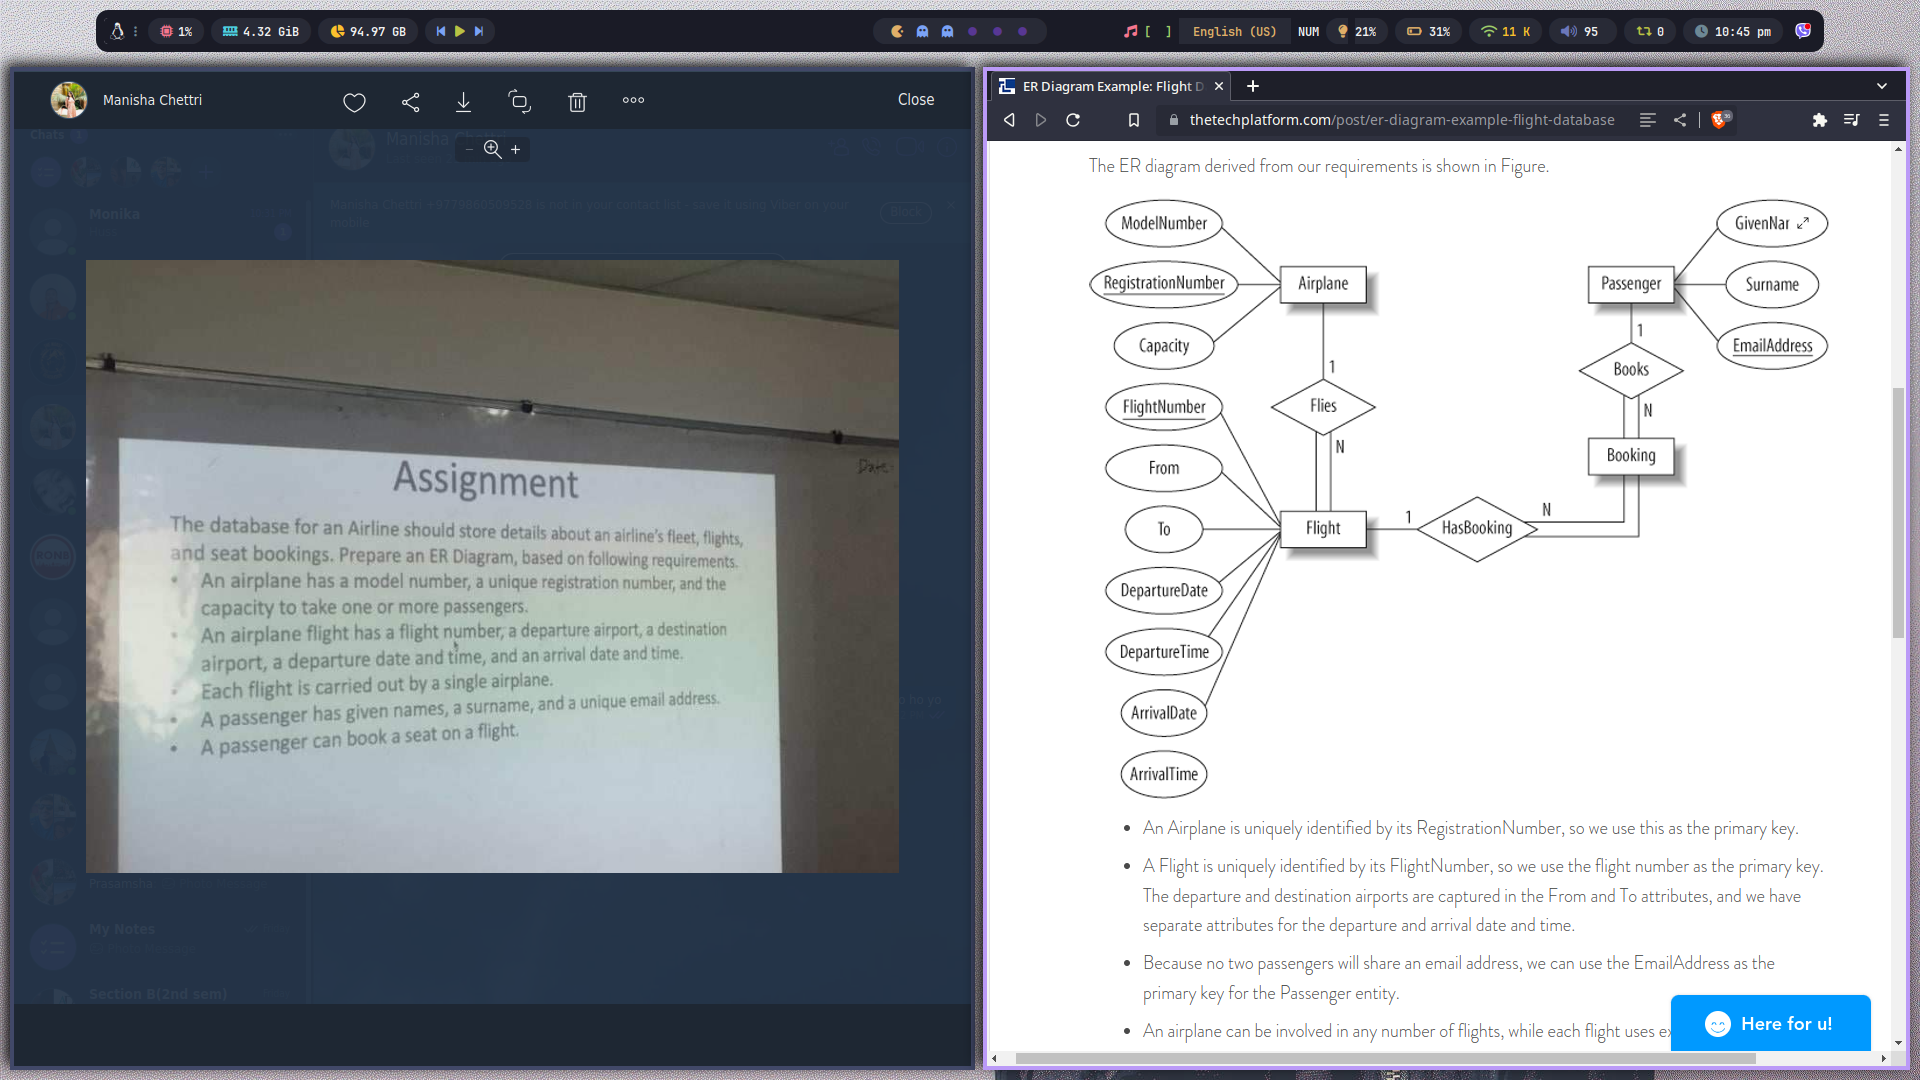 1%
4.32 GiB
94.97 GB
English (US)
NUM
21%
31%
11 K
95
0
10:45 pm
Manisha Chettri
Close
Chats
Manisha
Monika
Block
Assignment
The database for an Airline should store details about an airline's fleet, flights,
and seat bookings. Prepare an ER Diagram, based on following requirements.
• An airplane has a model number, a unique registration number, and the
capacity to take one or more passengers.
• An airplane flight has a flight number, a departure airport, a destination
airport, a departure date and time, and an arrival date and time.
• Each flight is carried out by a single airplane.
• A passenger has given names, a surname, and a unique email address.
• A passenger can book a seat on a flight.
Date:
Prasamsha
My Notes
Section B(2nd sem)
ER Diagram Example: Flight D
thetechplatform.com/post/er-diagram-example-flight-database
The ER diagram derived from our requirements is shown in Figure.
ModelNumber
RegistrationNumber
Capacity
Airplane
1
Flies
N
FlightNumber
From
To
DepartureDate
DepartureTime
ArrivalDate
ArrivalTime
Flight
1
HasBooking
N
GivenNar
Surname
EmailAddress
Passenger
1
Books
N
Booking
• An Airplane is uniquely identified by its RegistrationNumber, so we use this as the primary key.
• A Flight is uniquely identified by its FlightNumber, so we use the flight number as the primary key.
The departure and destination airports are captured in the From and To attributes, and we have
separate attributes for the departure and arrival date and time.
• Because no two passengers will share an email address, we can use the EmailAddress as the
primary key for the Passenger entity.
• An airplane can be involved in any number of flights, while each flight uses
Here for u!